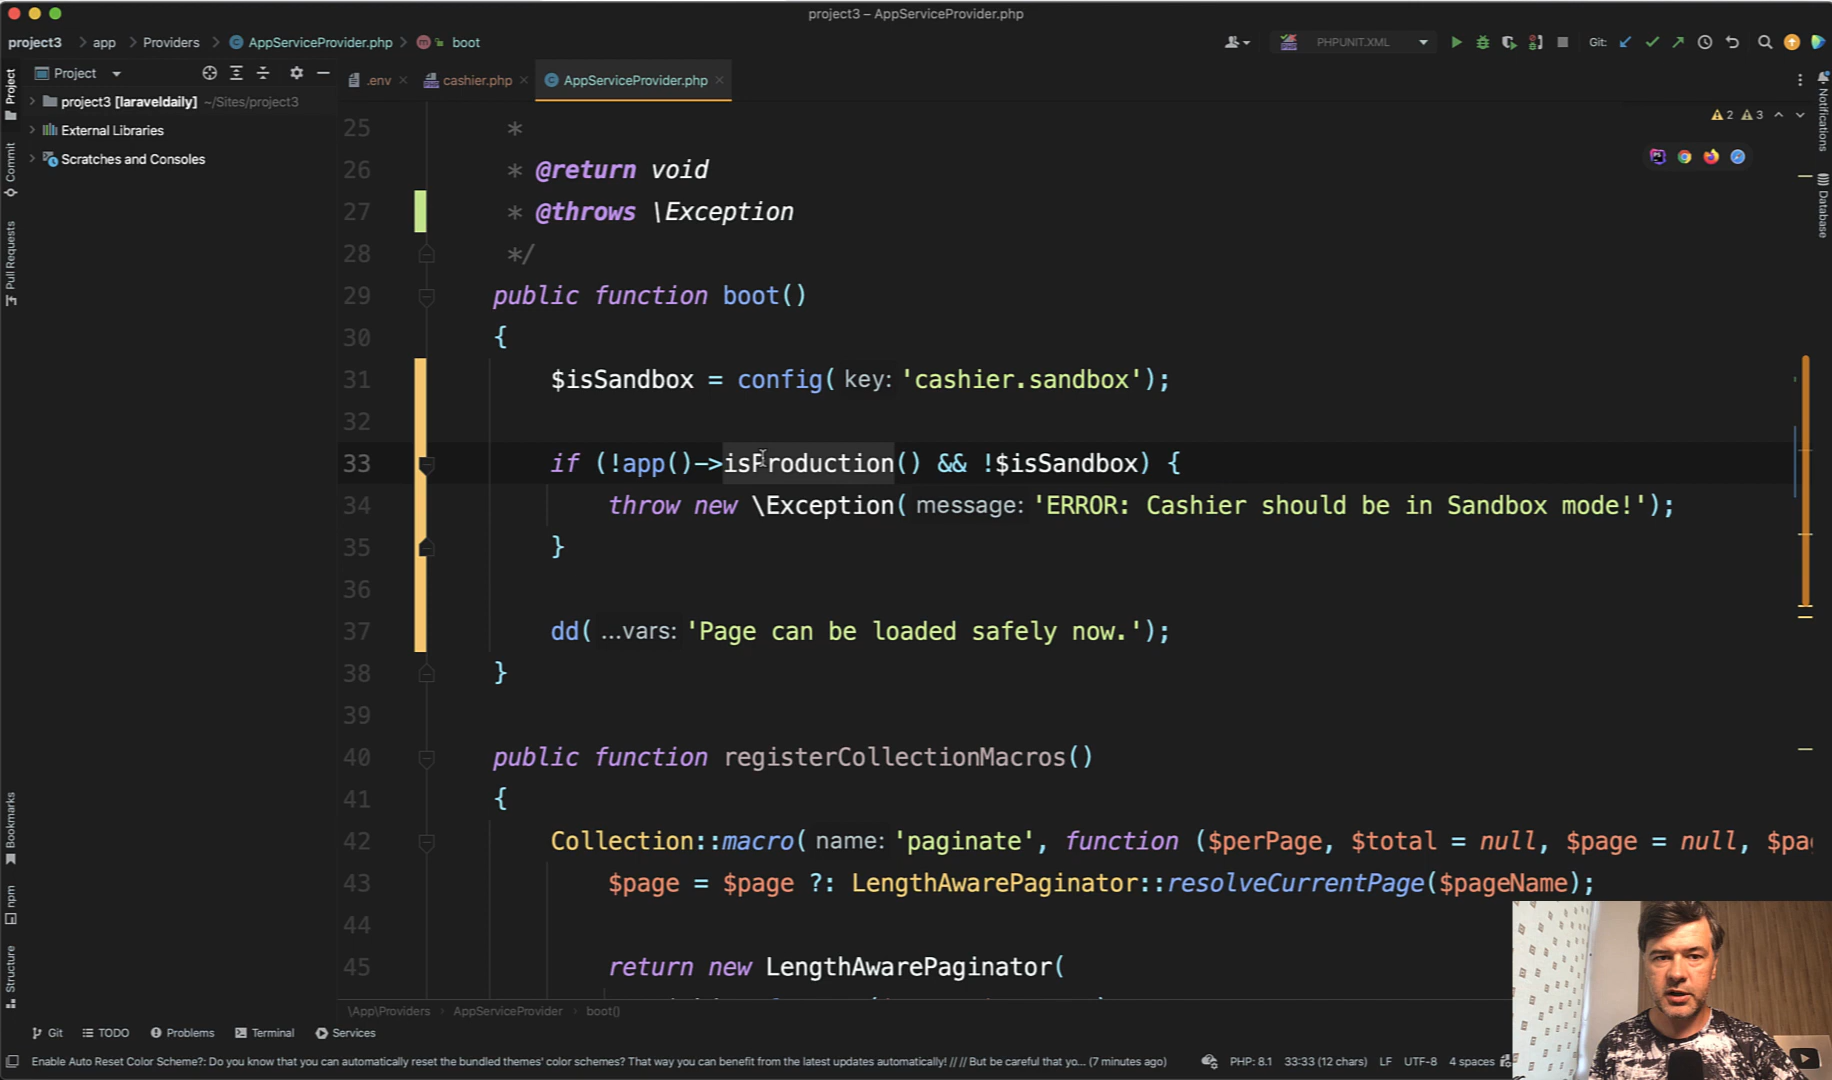 project3 – AppServiceProvider.php
project3 app Providers AppServiceProvider.php boot
PHPUNIT.XML Git:
Project
.env cashier.php AppServiceProvider.php
project3 [laraveldaily] ~/Sites/project3
External Libraries
Scratches and Consoles
2 3
25 *
26 * @return void
27 * @throws \Exception
28 */
29 public function boot()
30 {
31 $isSandbox = config( key: 'cashier.sandbox');
32
33 if (!app()->isProduction() && !$isSandbox) {
34 throw new \Exception( message: 'ERROR: Cashier should be in Sandbox mode!');
35 }
36
37 dd( ...vars: 'Page can be loaded safely now.');
38 }
39
40 public function registerCollectionMacros()
41 {
42 Collection::macro( name: 'paginate', function ($perPage, $total = null, $page = null, $pa
43 $page = $page ?: LengthAwarePaginator::resolveCurrentPage($pageName);
44
45 return new LengthAwarePaginator(
\App\Providers AppServiceProvider boot()
Project
Commit
Pull Requests
Bookmarks
npm
Structure
Notifications
Database
Git TODO Problems Terminal Services
Enable Auto Reset Color Scheme?: Do you know that you can automatically reset the bundled themes' color schemes? That way you can benefit from the latest updates automatically! // // But be careful that yo... (7 minutes ago)
PHP: 8.1 33:33 (12 chars) LF UTF-8 4 spaces